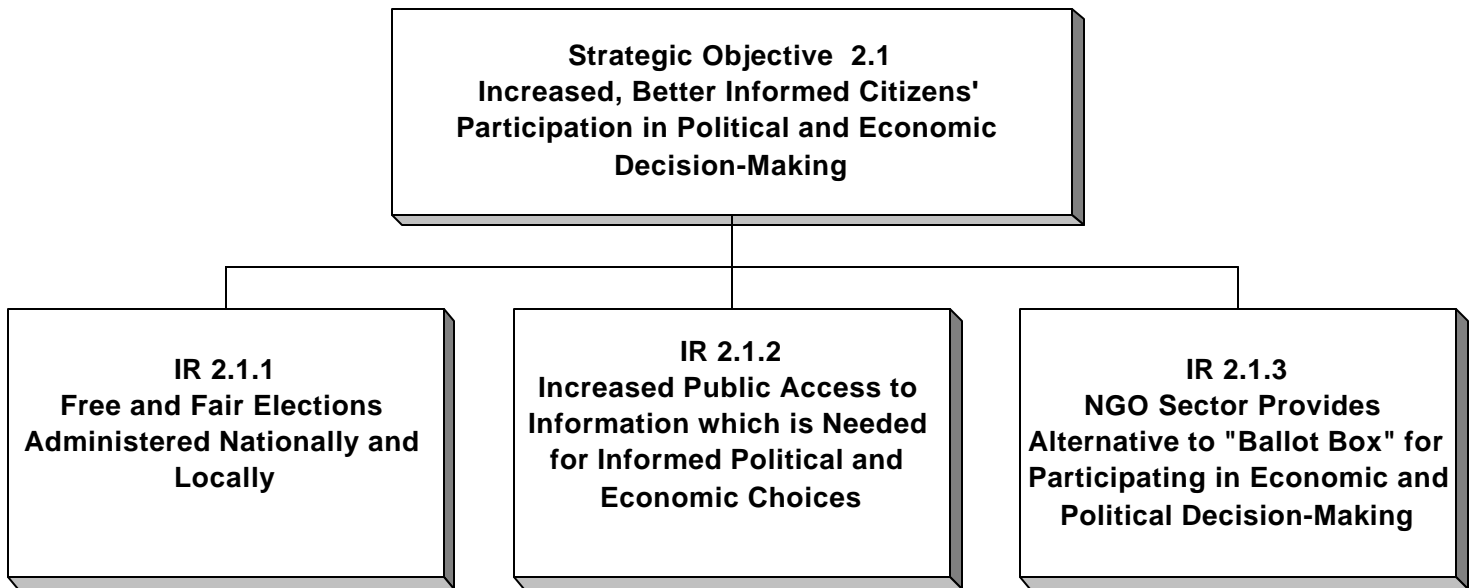 Strategic Objective 2.1
Increased, Better Informed Citizens'
Participation in Political and Economic
Decision-Making
IR 2.1.1
Free and Fair Elections
Administered Nationally and
Locally
IR 2.1.2
Increased Public Access to
Information which is Needed
for Informed Political and
Economic Choices
IR 2.1.3
NGO Sector Provides
Alternative to "Ballot Box" for
Participating in Economic and
Political Decision-Making